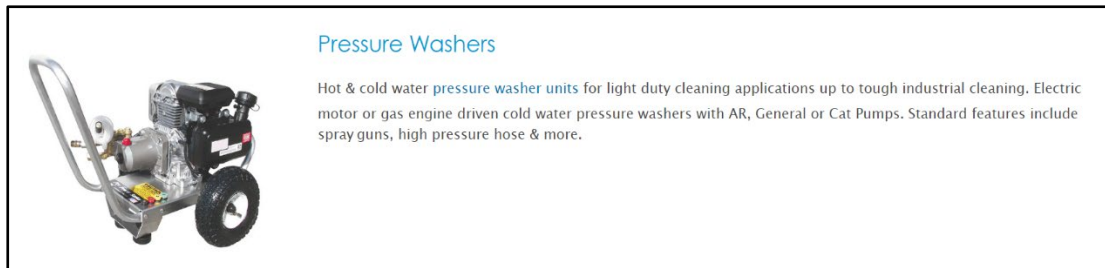 Pressure Washers
Hot & cold water pressure washer units for light duty cleaning applications up to tough industrial cleaning. Electric
motor or gas engine driven cold water pressure washers with AR, General or Cat Pumps. Standard features include
spray guns, high pressure hose & more.